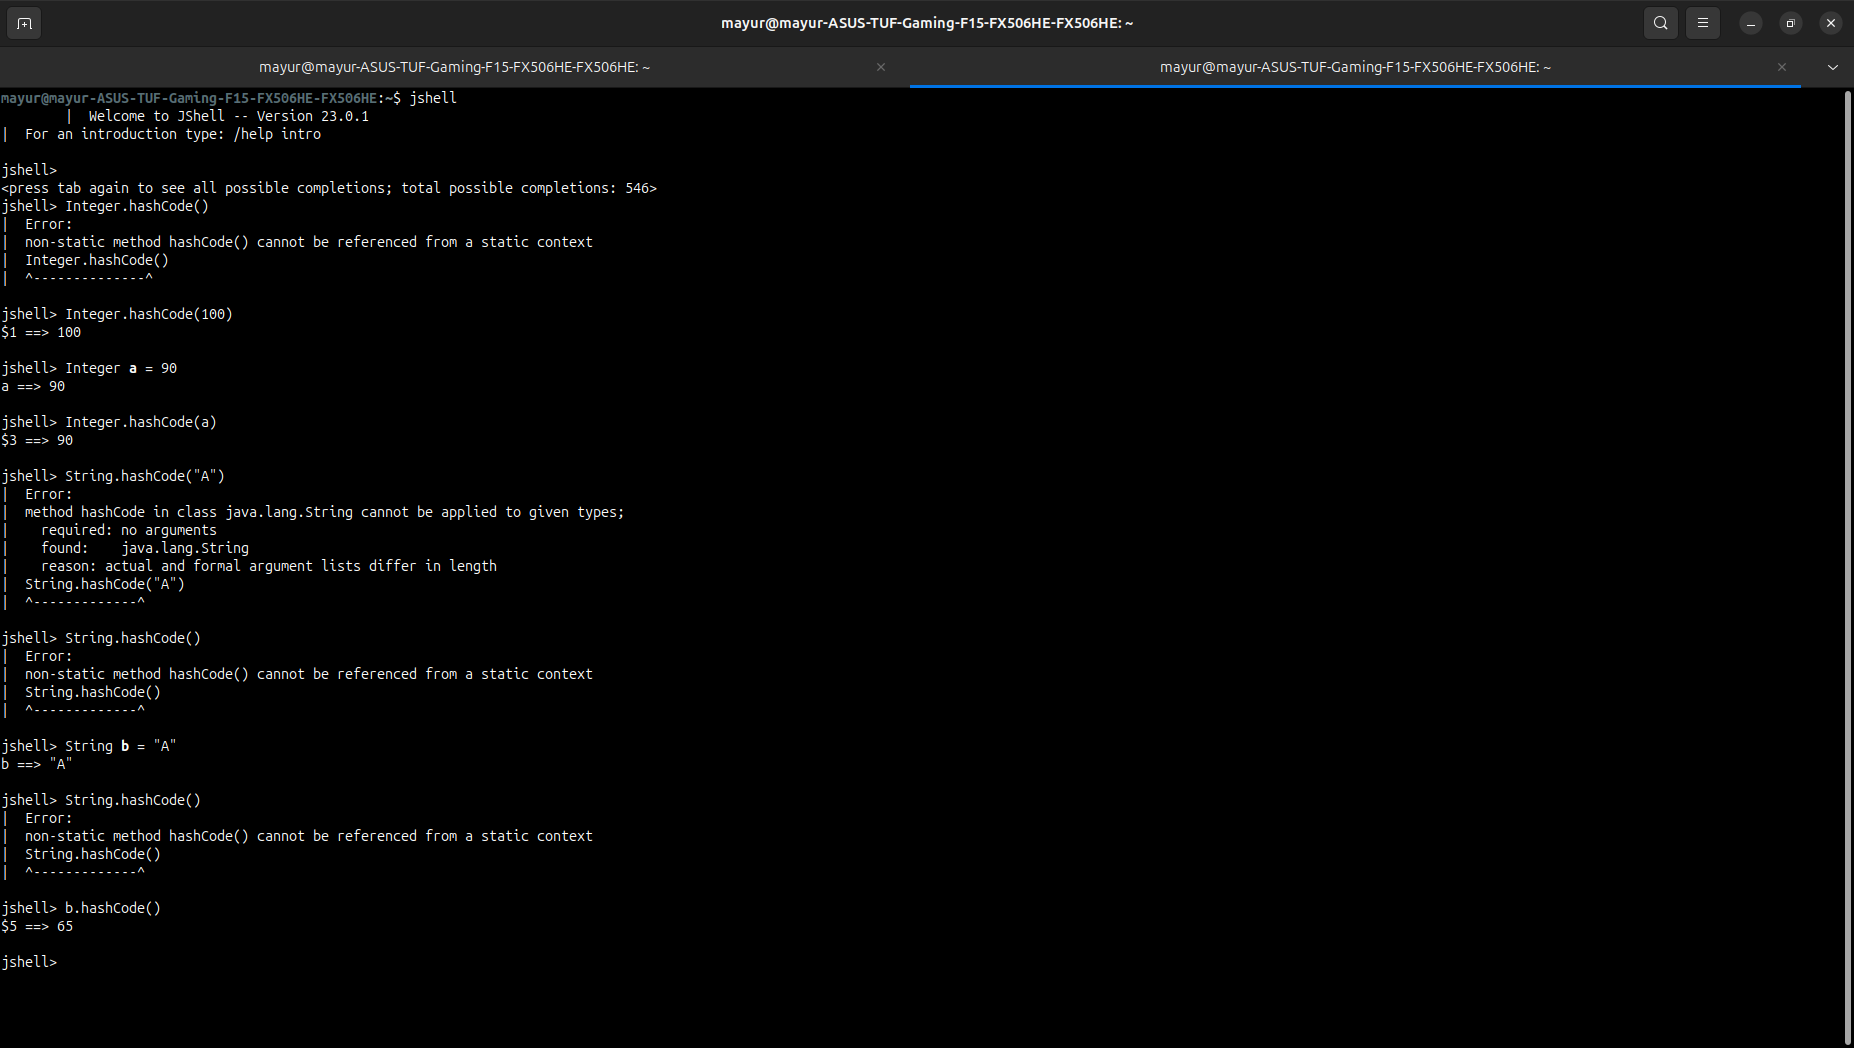 mayur@mayur-ASUS-TUF-Gaming-F15-FX506HE-FX506HE: ~
mayur@mayur-ASUS-TUF-Gaming-F15-FX506HE-FX506HE: ~
mayur@mayur-ASUS-TUF-Gaming-F15-FX506HE-FX506HE: ~
mayur@mayur-ASUS-TUF-Gaming-F15-FX506HE-FX506HE:~$ jshell
|  Welcome to JShell -- Version 23.0.1
|  For an introduction type: /help intro
jshell>
<press tab again to see all possible completions; total possible completions: 546>
jshell> Integer.hashCode()
|  Error:
|  non-static method hashCode() cannot be referenced from a static context
|  Integer.hashCode()
|  ^--------------^
jshell> Integer.hashCode(100)
$1 ==> 100
jshell> Integer a = 90
a ==> 90
jshell> Integer.hashCode(a)
$3 ==> 90
jshell> String.hashCode("A")
|  Error:
|  method hashCode in class java.lang.String cannot be applied to given types;
|    required: no arguments
|    found:    java.lang.String
|    reason: actual and formal argument lists differ in length
|  String.hashCode("A")
|  ^-------------^
jshell> String.hashCode()
|  Error:
|  non-static method hashCode() cannot be referenced from a static context
|  String.hashCode()
|  ^-------------^
jshell> String b = "A"
b ==> "A"
jshell> String.hashCode()
|  Error:
|  non-static method hashCode() cannot be referenced from a static context
|  String.hashCode()
|  ^-------------^
jshell> b.hashCode()
$5 ==> 65
jshell>